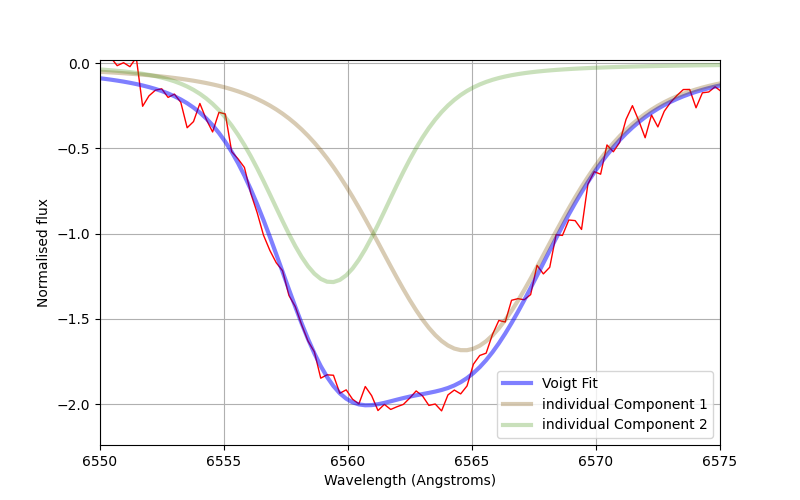 0.0
−0.5
−1.0
−1.5
−2.0
Normalised flux
Voigt Fit
individual Component 1
individual Component 2
6550 6555 6560 6565 6570 6575
Wavelength (Angstroms)